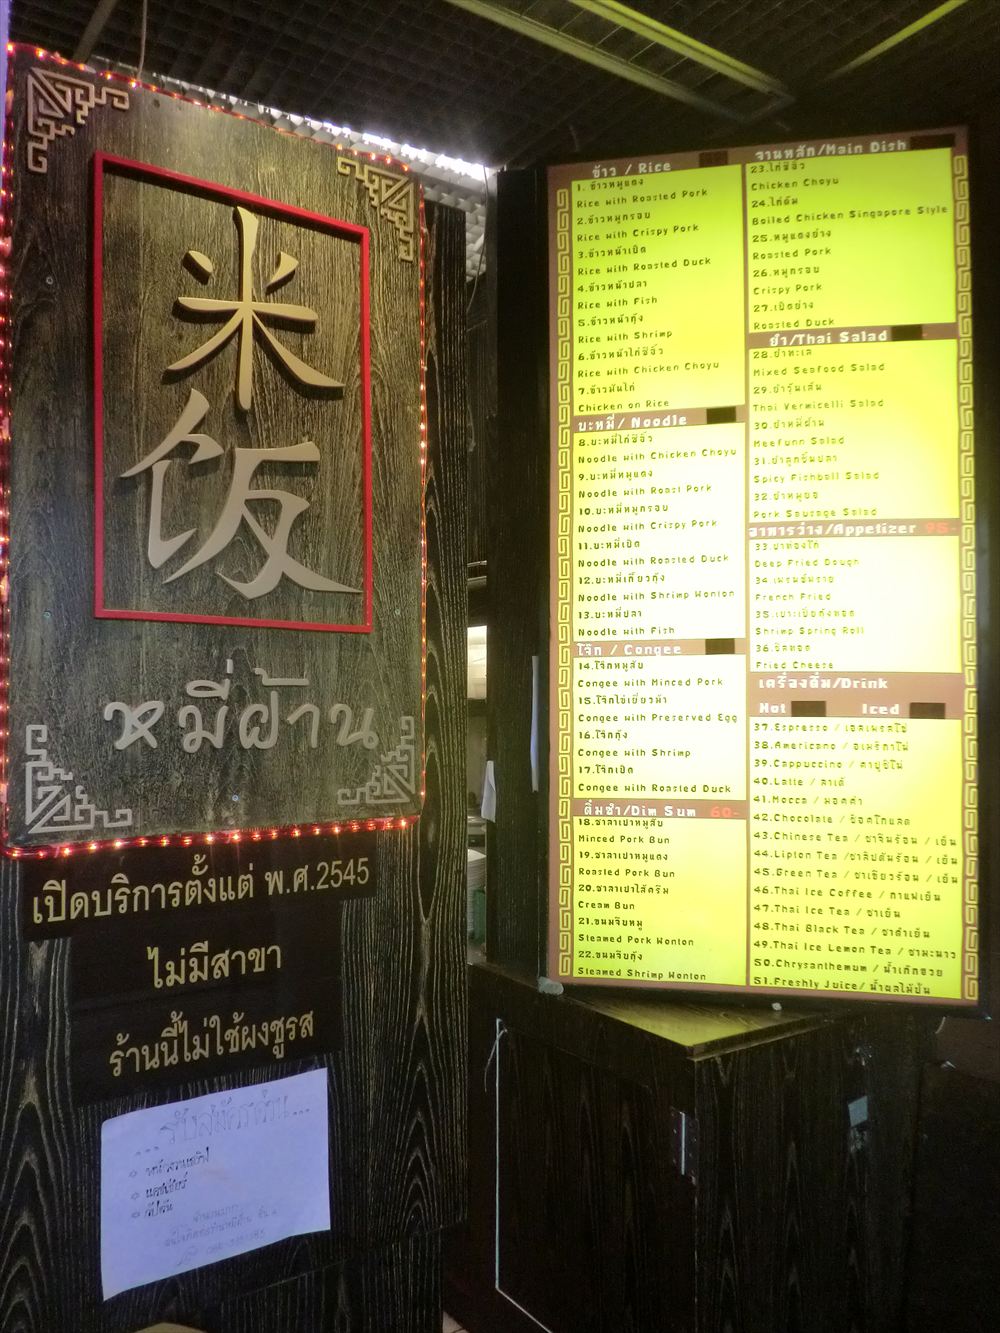 米饭
หมี่ฝ้าน
เปิดบริการตั้งแต่ พ.ศ.2545
ไม่มีสาขา
ร้านนี้ไม่ใช้ผงชูรส
รับสมัครด่วน...
พนักงานเสริฟ
แคชเชียร์
ข้าว / Rice
1. ข้าวหมูแดง
Rice with Roasted Pork
2.ข้าวหมูกรอบ
Rice with Crispy Pork
3.ข้าวหน้าเป็ด
Rice with Roasted Duck
4.ข้าวหน้าปลา
Rice with Fish
5.ข้าวหน้ากุ้ง
Rice with Shrimp
6.ข้าวหน้าไก่ซีอิ๊ว
Rice with Chicken Choyu
7.ข้าวมันไก่
Chicken on Rice
บะหมี่/ Noodle
8.บะหมี่ไก่ซีอิ๊ว
Noodle with Chicken Choyu
9.บะหมี่หมูแดง
Noodle with Roast Pork
10.บะหมี่หมูกรอบ
Noodle with Crispy Pork
11.บะหมี่เป็ด
Noodle with Roasted Duck
12.บะหมี่เกี๊ยวกุ้ง
Noodle with Shrimp Wonton
13.บะหมี่ปลา
Noodle with Fish
โจ๊ก / Congee
14.โจ๊กหมูสับ
Congee with Minced Pork
15.โจ๊กไข่เยี่ยวม้า
Congee with Preserved Egg
16.โจ๊กกุ้ง
Congee with Shrimp
17.โจ๊กเป็ด
Congee with Roasted Duck
ติ่มซำ/Dim Sum 60-
18.ซาลาเปาหมูสับ
Minced Pork Bun
19.ซาลาเปาหมูแดง
Roasted Pork Bun
20.ซาลาเปาไส้ครีม
Cream Bun
21.ขนมจีบหมู
Steamed Pork Wonton
22.ขนมจีบกุ้ง
Steamed Shrimp Wonton
จานหลัก/Main Dish
23.ไก่ซีอิ๊ว
Chicken Choyu
24.ไก่ต้ม
Boiled Chicken Singapore Style
25.หมูแดงย่าง
Roasted Pork
26.หมูกรอบ
Crispy Pork
27.เป็ดย่าง
Roasted Duck
ยำ/Thai Salad
28.ยำทะเล
Mixed Seafood Salad
29.ยำวุ้นเส้น
Thai Vermicelli Salad
30.ยำหมี่ฝ้าน
Meefunn Salad
31.ยำลูกชิ้นปลา
Spicy Fishball Salad
32.ยำหมูยอ
Pork Sausage Salad
อาหารว่าง/Appetizer 95-
33.ปาท่องโก๋
Deep Fried Dough
34.เฟรนช์ฟราย
French Fried
35.เปาะเปี๊ยะกุ้งทอด
Shrimp Spring Roll
36.ชีสทอด
Fried Cheese
เครื่องดื่ม/Drink
Hot Iced
37.Espresso / เอสเพรสโซ่
38.Americano / อเมริกาโน่
39.Cappuccino / คาปูชิโน่
40.Latte / ลาเต้
41.Mocca / มอคค่า
42.Chocolate / ช็อคโกแลต
43.Chinese Tea / ชาจีนร้อน / เย็น
44.Lipton Tea /ชาลิปตันร้อน / เย็น
45.Green Tea / ชาเขียวร้อน / เย็น
46.Thai Ice Coffee / กาแฟเย็น
47.Thai Ice Tea / ชาเย็น
48.Thai Black Tea / ชาดำเย็น
49.Thai Ice Lemon Tea / ชามะนาว
50.Chrysanthemum / น้ำเก๊กฮวย
51.Freshly Juice/ น้ำผลไม้ปั่น